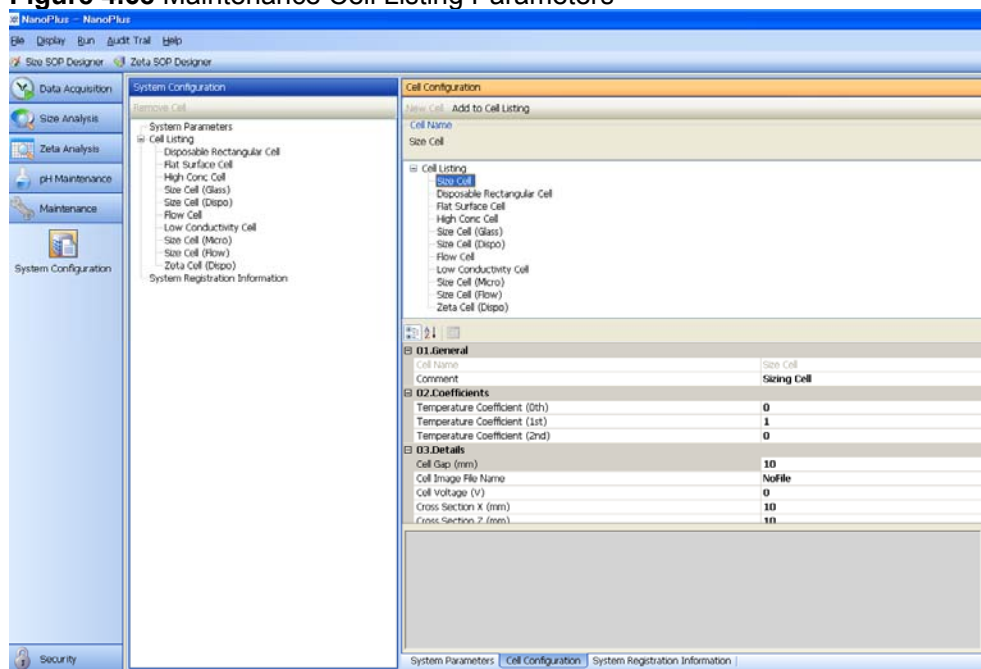 Maintenance Cell Listing Parameters
NanoPlus - NanoPlus
File Display Run Audit Trail Help
Size SOP Designer Zeta SOP Designer
Data Acquisition
Size Analysis
Zeta Analysis
pH Maintenance
Maintenance
System Configuration
Security
System Configuration
Remove Cell
System Parameters
Cell Listing
Disposable Rectangular Cell
Flat Surface Cell
High Conc Cell
Size Cell (Glass)
Size Cell (Dispo)
Flow Cell
Low Conductivity Cell
Size Cell (Micro)
Size Cell (Flow)
Zeta Cell (Dispo)
System Registration Information
Cell Configuration
New Cell Add to Cell Listing
Cell Name
Size Cell
Cell Listing
Size Cell
Disposable Rectangular Cell
Flat Surface Cell
High Conc Cell
Size Cell (Glass)
Size Cell (Dispo)
Flow Cell
Low Conductivity Cell
Size Cell (Micro)
Size Cell (Flow)
Zeta Cell (Dispo)
01.General
Cell Name Size Cell
Comment Sizing Cell
02.Coefficients
Temperature Coefficient (0th) 0
Temperature Coefficient (1st) 1
Temperature Coefficient (2nd) 0
03.Details
Cell Gap (mm) 10
Cell Image File Name NoFile
Cell Voltage (V) 0
Cross Section X (mm) 10
Cross Section Z (mm) 10
System Parameters Cell Configuration System Registration Information